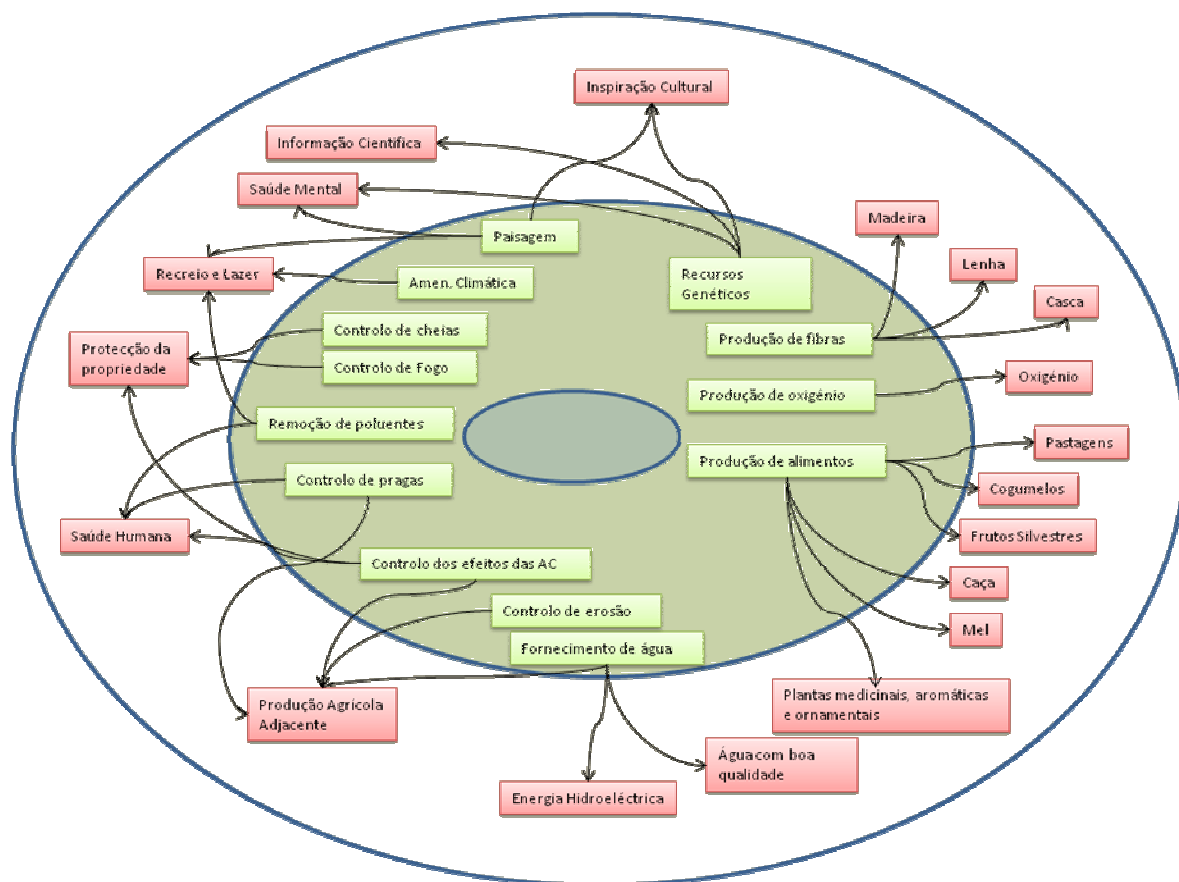 Inspiração Cultural
Informação Científica
Saúde Mental
Madeira
Paisagem
Recreio e Lazer
Lenha
Amen. Climática
Recursos
Genéticos
Casca
Controlo de cheias
Produção de fibras
Protecção da
propriedade
Controlo de Fogo
Oxigénio
Produção de oxigénio
Remoção de poluentes
Pastagens
Produção de alimentos
Controlo de pragas
Cogumelos
Saúde Humana
Frutos Silvestres
Controlo dos efeitos das AC
Caça
Controlo de erosão
Mel
Fornecimento de água
Produção Agrícola
Adjacente
Plantas medicinais, aromáticas
e ornamentais
Água com boa
qualidade
Energia Hidroeléctrica